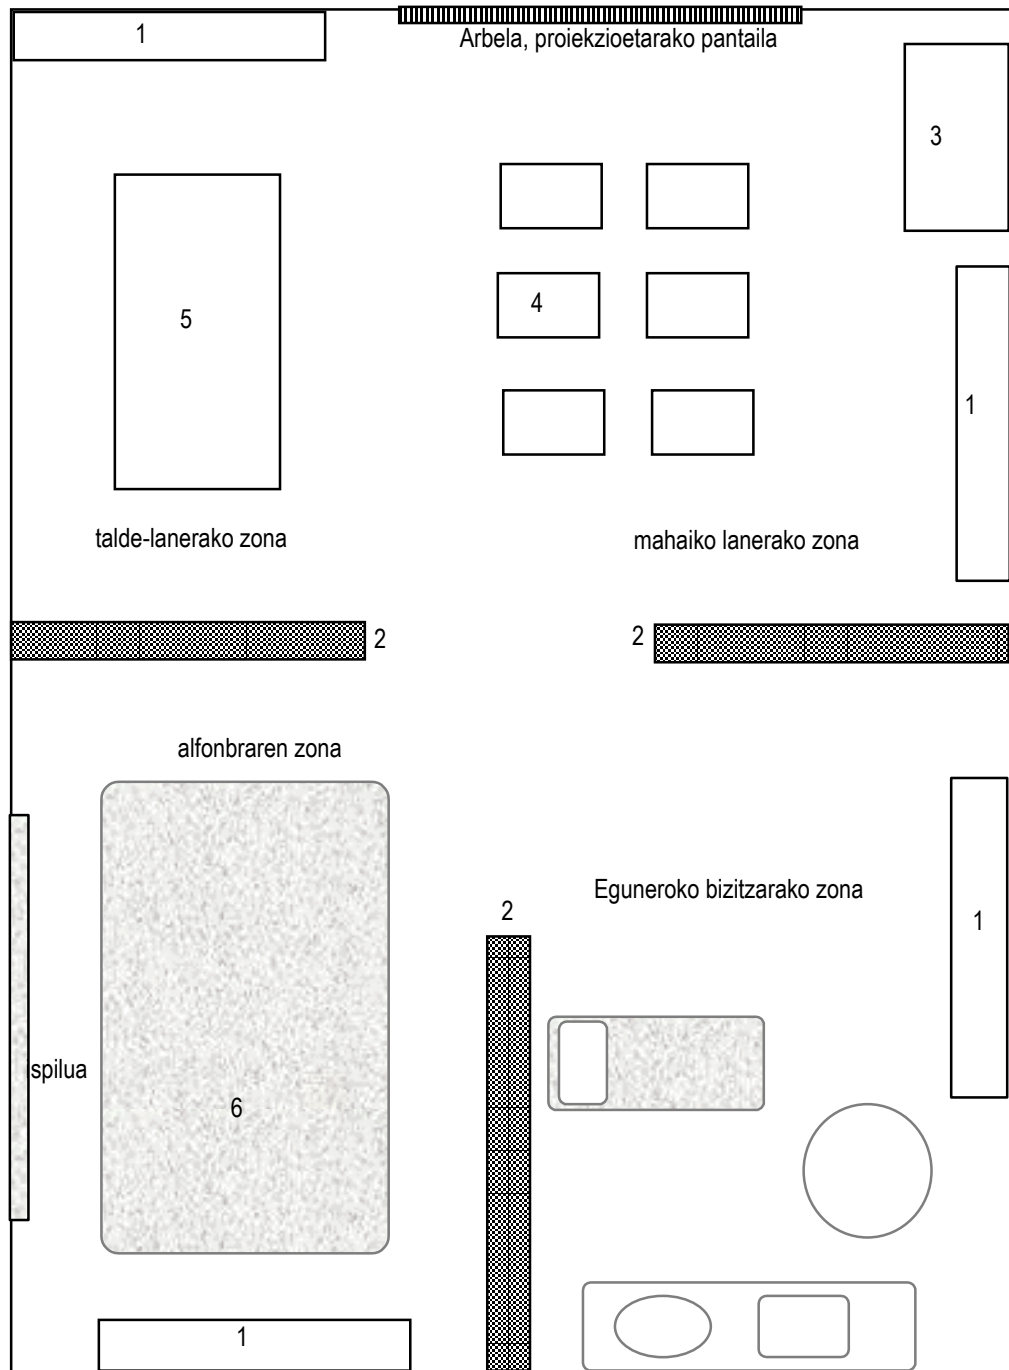 1
Arbela, proiekzioetarako pantaila
3
5
4
1
talde-lanerako zona
mahaiko lanerako zona
2
2
alfonbraren zona
Eguneroko bizitzarako zona
2
1
spilua
6
1